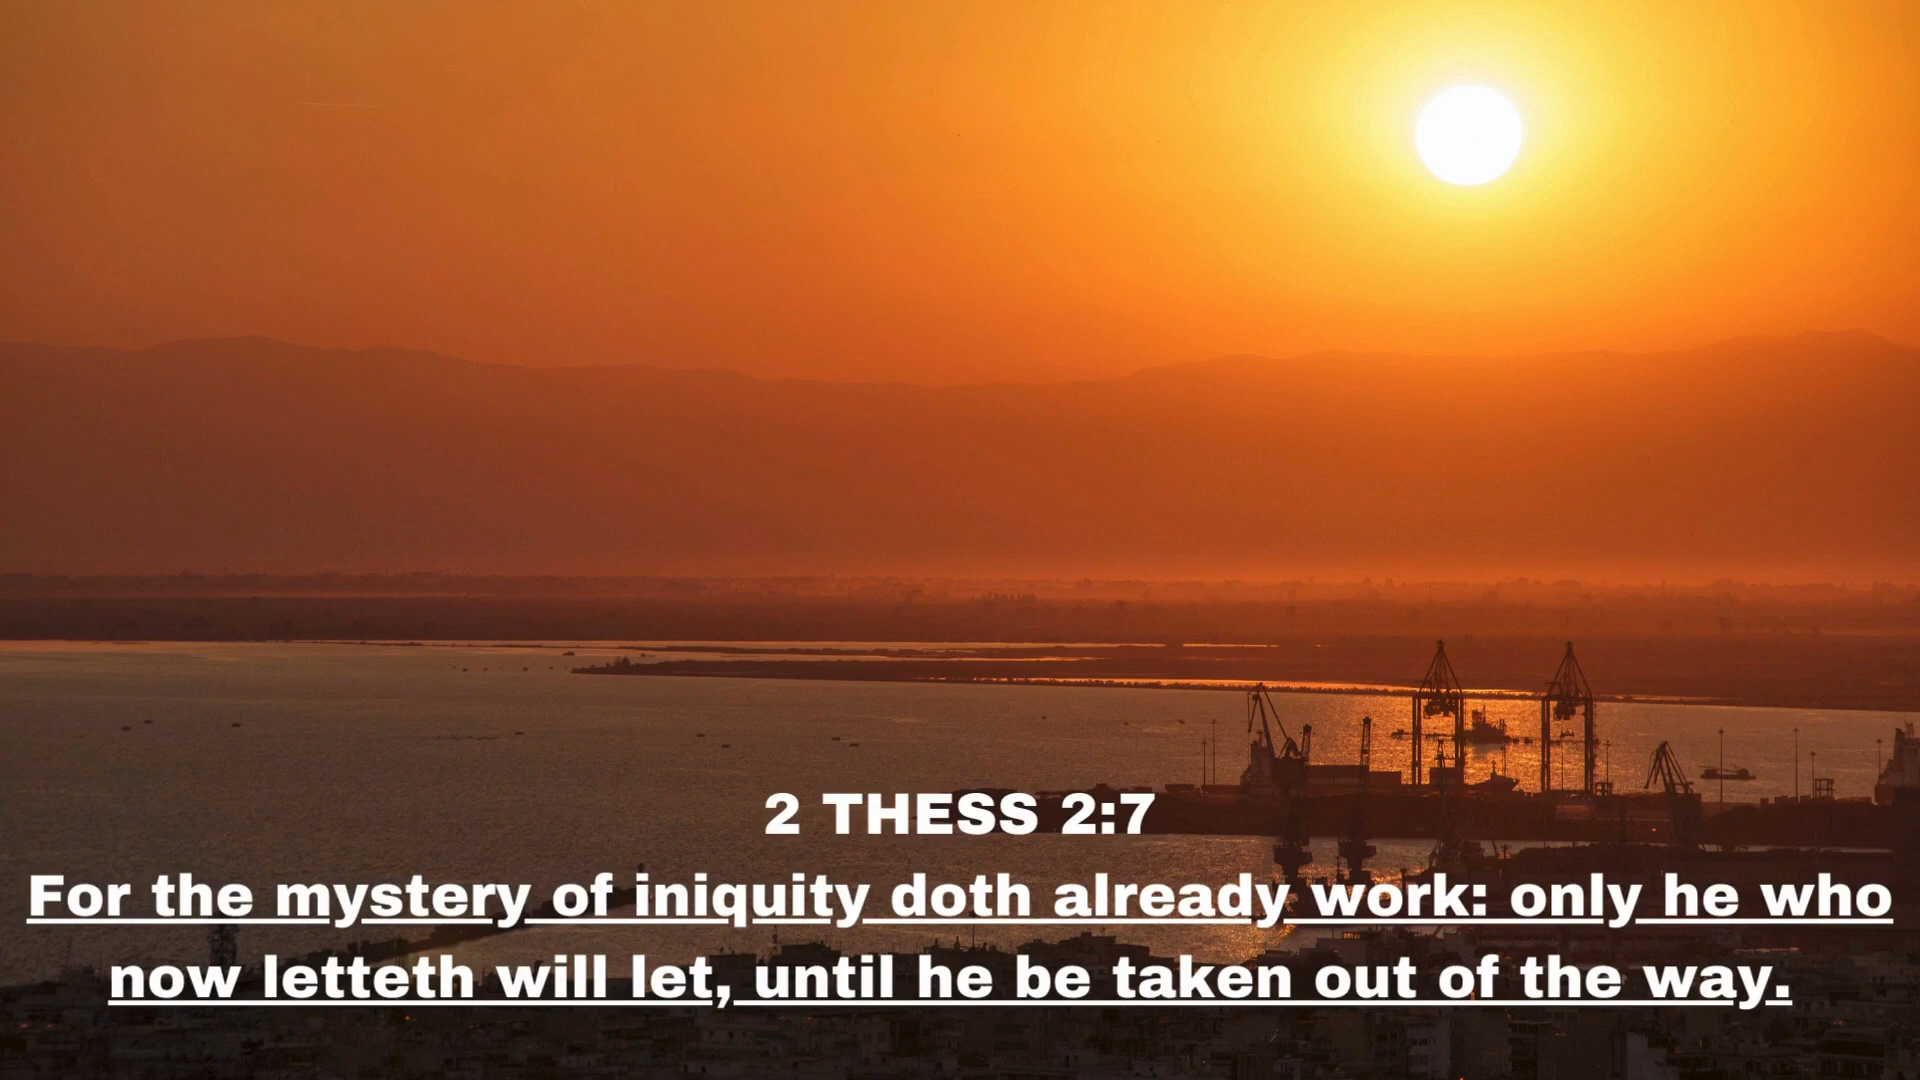 2 THESS 2:7
For the mystery of iniquity doth already work: only he who
now letteth will let, until he be taken out of the way.